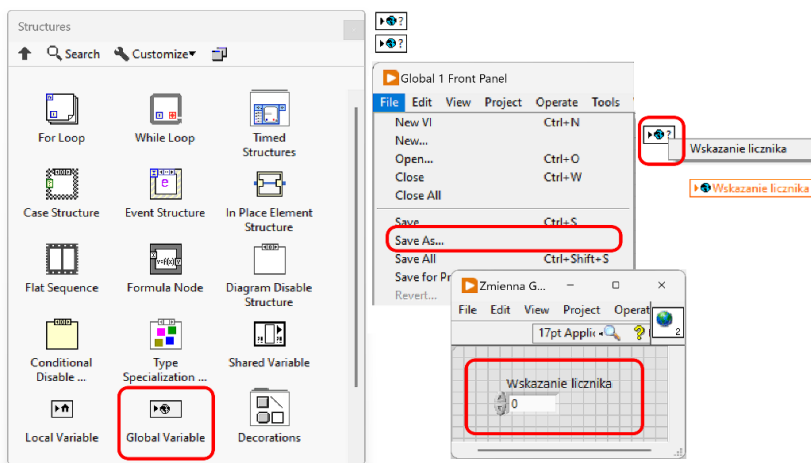 Structures
Search
Customize
For Loop
While Loop
Timed
Structures
Case Structure
Event Structure
In Place Element
Structure
Flat Sequence
Formula Node
Diagram Disable
Structure
Conditional
Disable ...
Type
Specialization ...
Shared Variable
Local Variable
Global Variable
Decorations
?
?
Global 1 Front Panel
File Edit View Project Operate Tools
New VI Ctrl+N
New...
Open... Ctrl+O
Close Ctrl+W
Close All
Save Ctrl+S
Save As...
Save All Ctrl+Shift+S
Save for Pr
Revert...
?
Wskazanie licznika
Wskazanie licznika
Zmienna G...
File Edit View Project Operat
17pt Applic
2
Wskazanie licznika
0